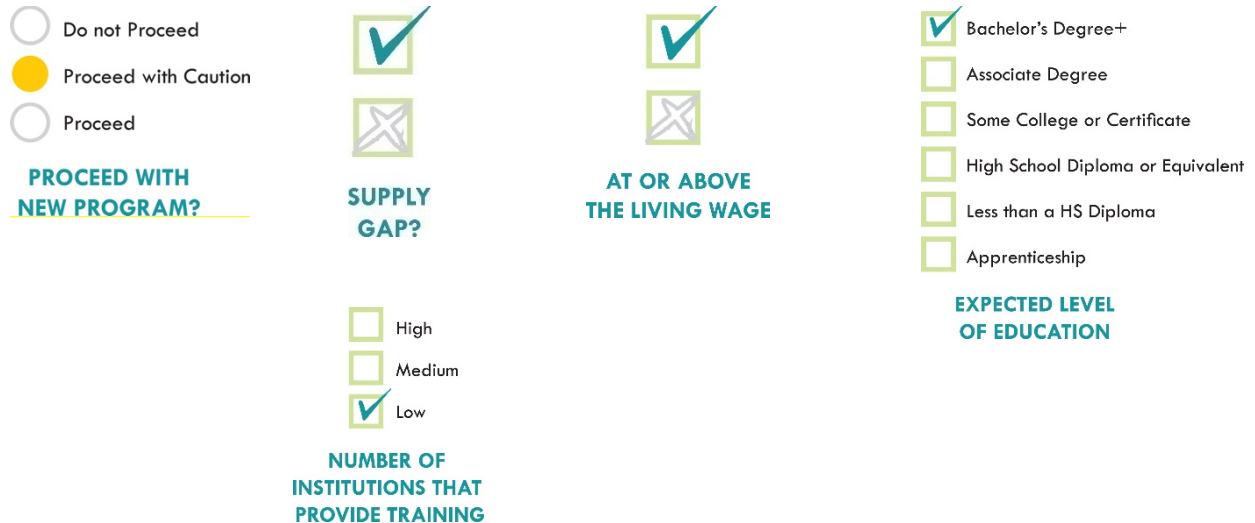 Do not Proceed
Proceed with Caution
Proceed
PROCEED WITH
NEW PROGRAM?
SUPPLY
GAP?
AT OR ABOVE
THE LIVING WAGE
Bachelor's Degree+
Associate Degree
Some College or Certificate
High School Diploma or Equivalent
Less than a HS Diploma
Apprenticeship
EXPECTED LEVEL
OF EDUCATION
High
Medium
Low
NUMBER OF
INSTITUTIONS THAT
PROVIDE TRAINING